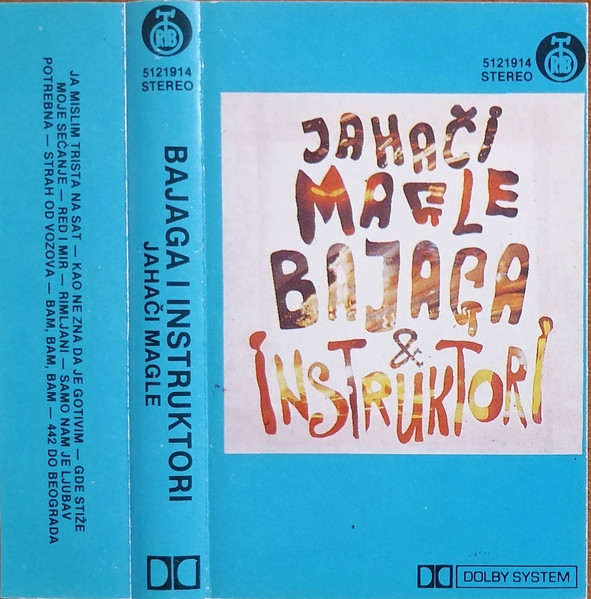 JA MISLIM TRISTA NA SAT — KAO NE ZNA DA JE GOTIVIM — GDE STIŽE
MOJE SEĆANJE — RED I MIR — RIMLJANI — SAMO NAM JE LJUBAV
POTREBNA — STRAH OD VOZOVA — BAM, BAM, BAM — 442 DO BEOGRADA
RTB
5121914
STEREO
BAJAGA I INSTRUKTORI
JAHAČI MAGLE
5121914
STEREO
RTB
JAHAČI
MAGLE
BAJAGA
&
INSTRUKTORI
DOLBY SYSTEM